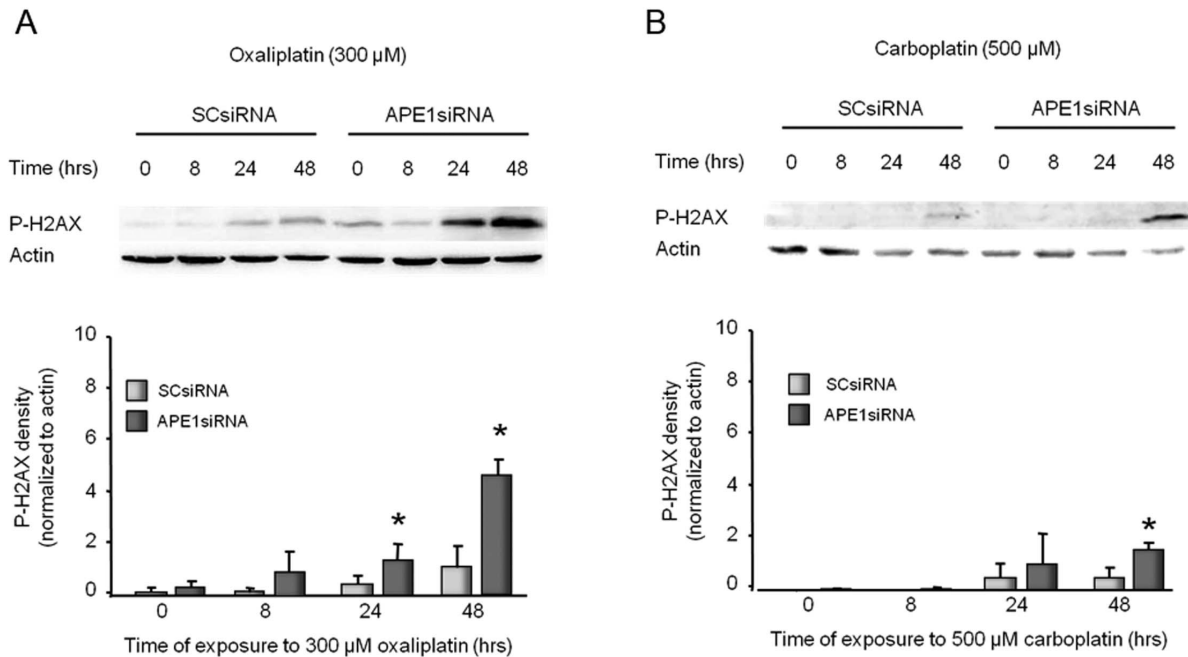 A
Oxaliplatin (300 µM)
SCsiRNA APE1siRNA
Time (hrs) 0 8 24 48 0 8 24 48
P-H2AX
Actin
10
8
6
4
2
0
P-H2AX density
(normalized to actin)
SCsiRNA
APE1siRNA
*
*
0 8 24 48
Time of exposure to 300 µM oxaliplatin (hrs)
B
Carboplatin (500 µM)
SCsiRNA APE1siRNA
Time (hrs) 0 8 24 48 0 8 24 48
P-H2AX
Actin
10
8
6
4
2
0
P-H2AX density
(normalized to actin)
SCsiRNA
APE1siRNA
*
0 8 24 48
Time of exposure to 500 µM carboplatin (hrs)